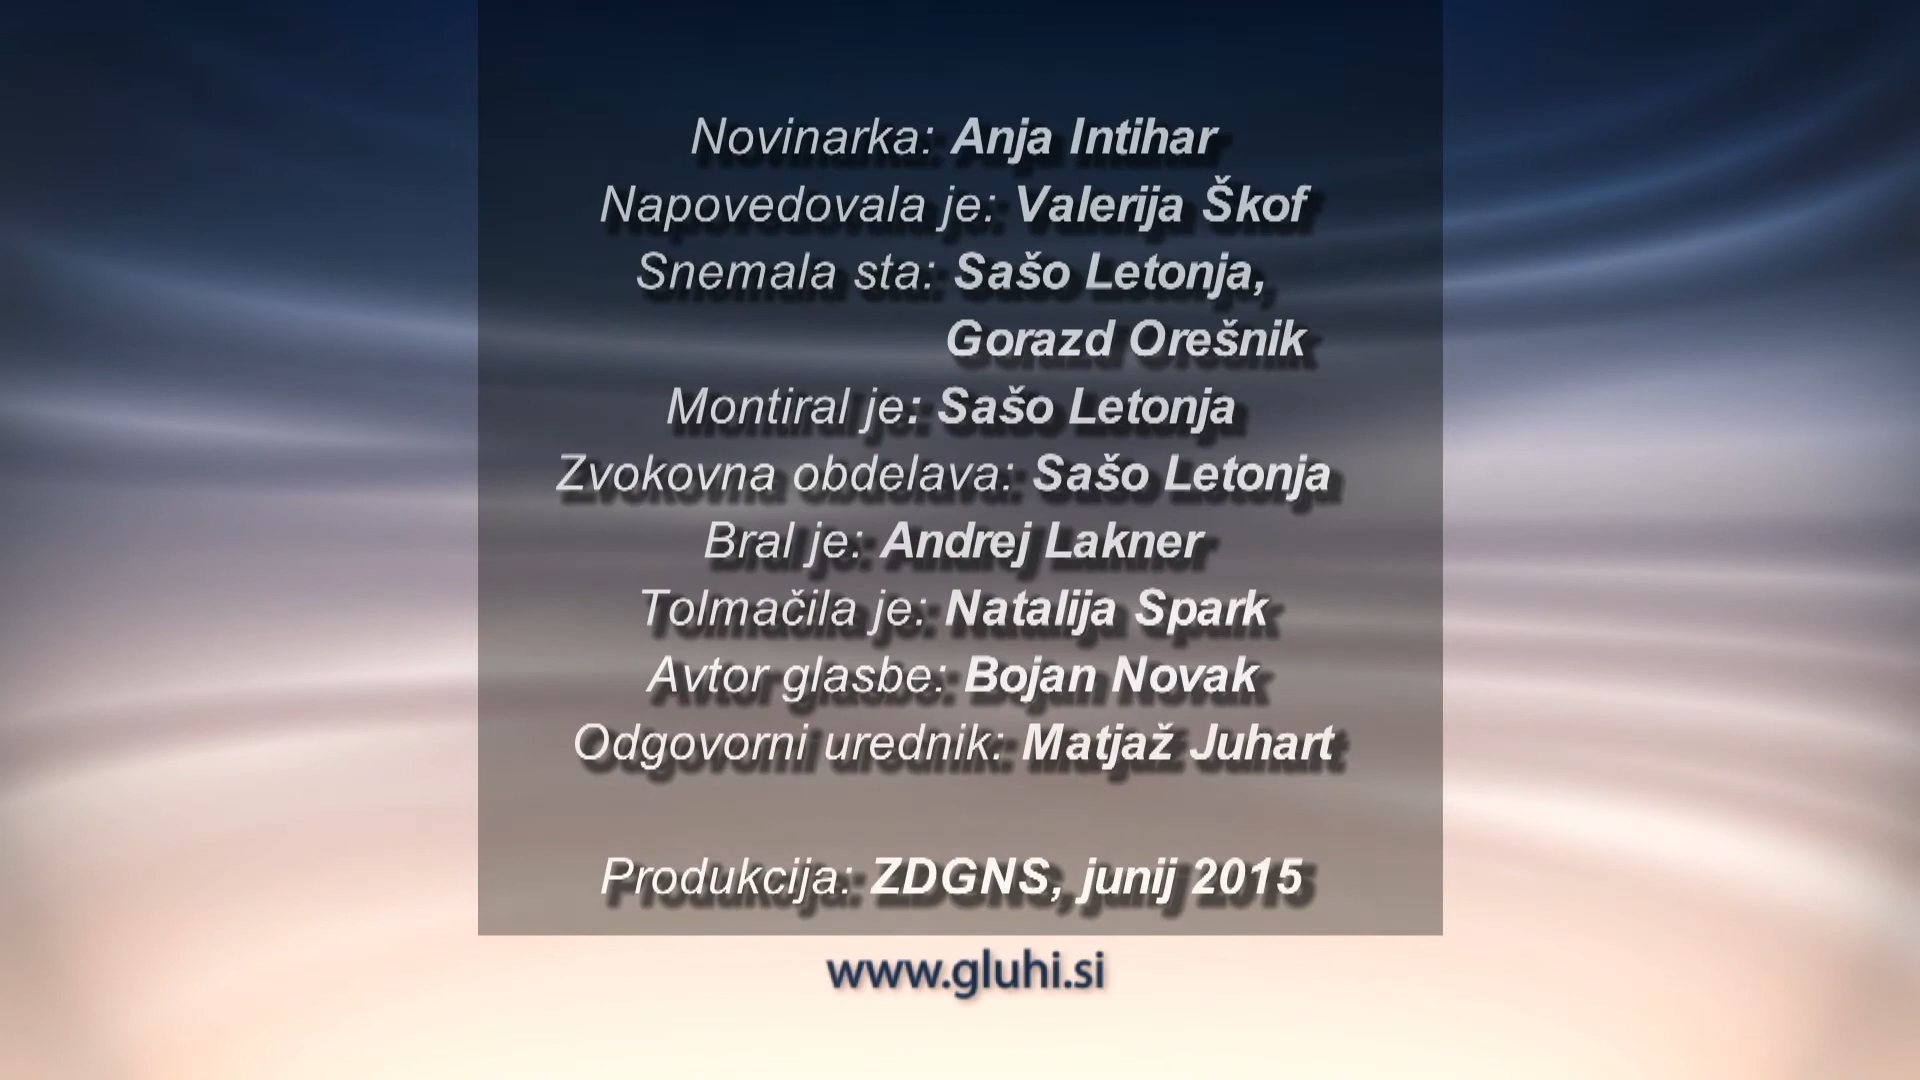 Novinarka: Anja Intihar
Napovedovala je: Valerija Škof
Snemala sta: Sašo Letonja,
Gorazd Orešnik
Montiral je: Sašo Letonja
Zvokovna obdelava: Sašo Letonja
Bral je: Andrej Lakner
Tolmačila je: Natalija Spark
Avtor glasbe: Bojan Novak
Odgovorni urednik: Matjaž Juhart
Produkcija: ZDGNS, junij 2015
www.gluhi.si